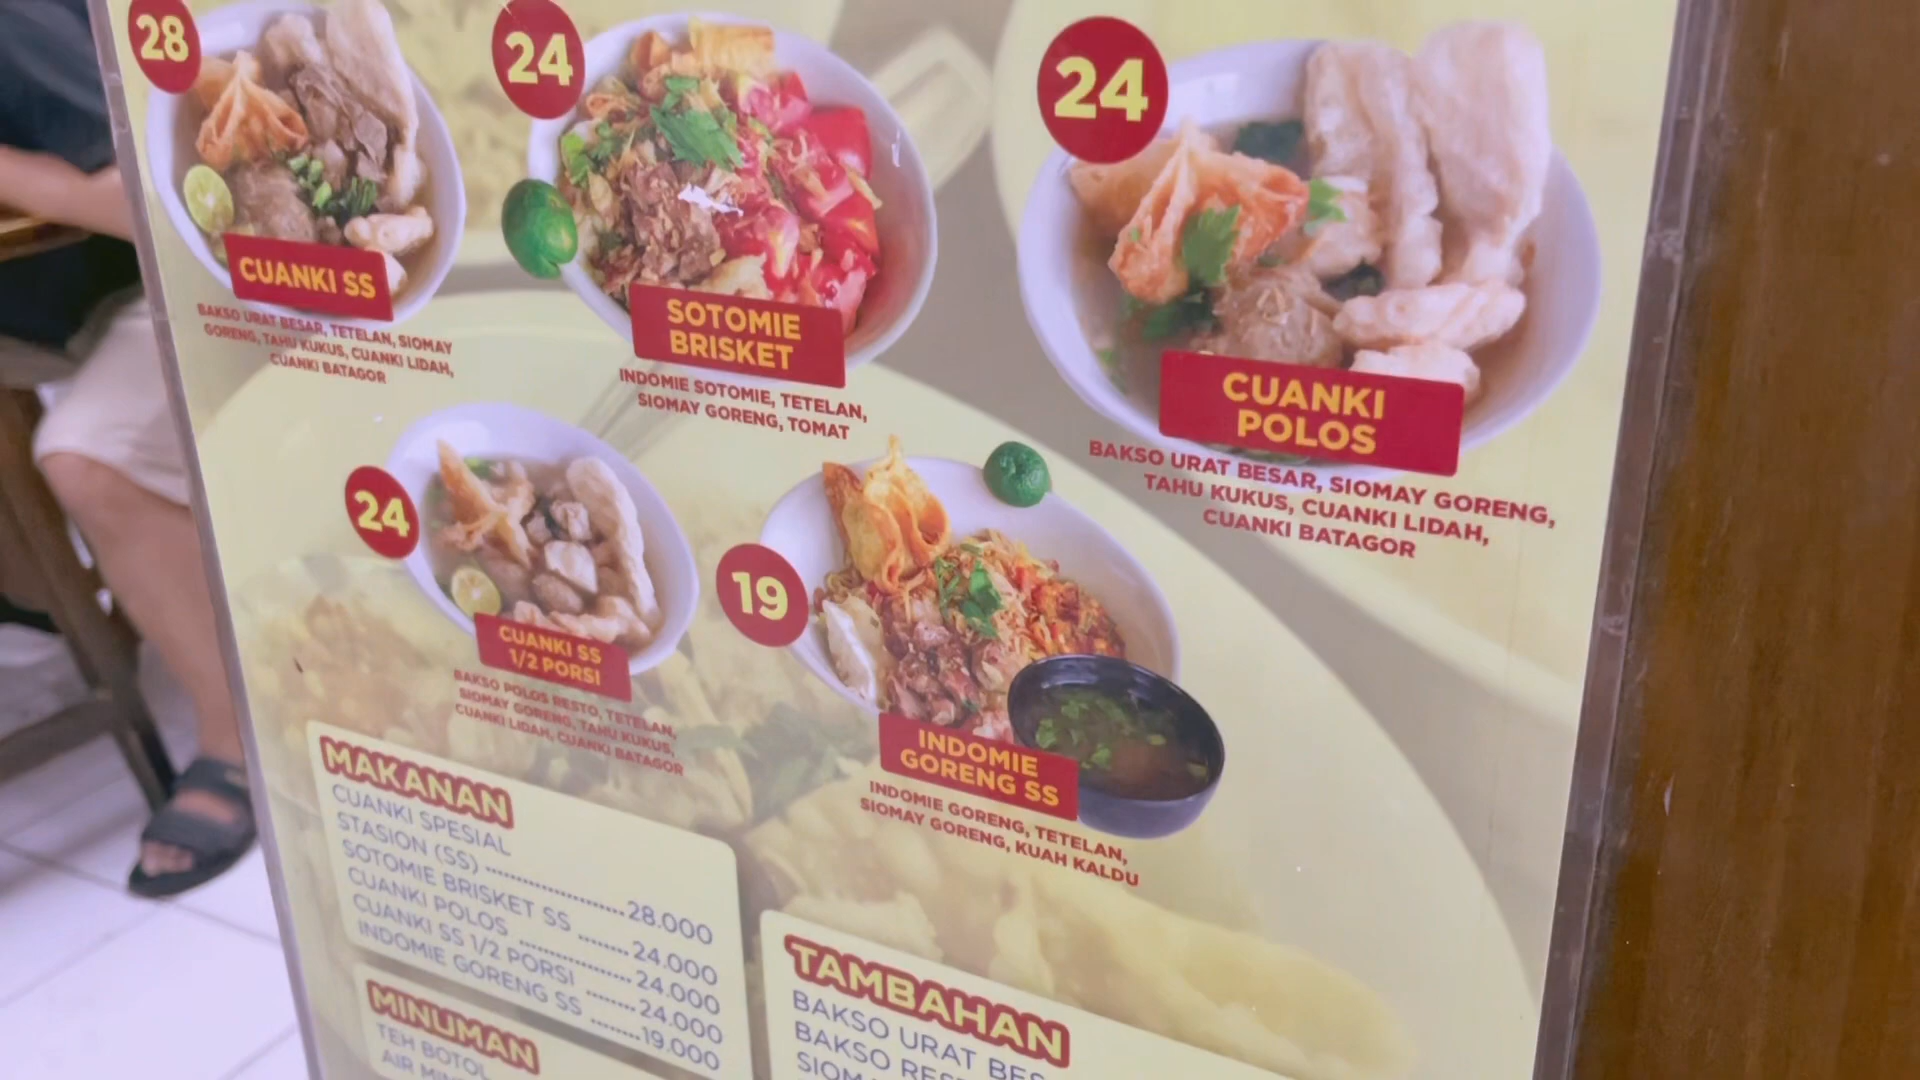 28
CUANKI SS
BAKSO URAT BESAR, TETELAN, SIOMAY
GORENG, TAHU KUKUS, CUANKI LIDAH,
CUANKI BATAGOR
24
SOTOMIE
BRISKET
INDOMIE SOTOMIE, TETELAN,
SIOMAY GORENG, TOMAT
24
CUANKI
POLOS
BAKSO URAT BESAR, SIOMAY GORENG,
TAHU KUKUS, CUANKI LIDAH,
CUANKI BATAGOR
24
CUANKI SS
1/2 PORSI
BAKSO POLOS RESTO, TETELAN,
SIOMAY GORENG, TAHU KUKUS,
CUANKI LIDAH, CUANKI BATAGOR
19
INDOMIE
GORENG SS
INDOMIE GORENG, TETELAN,
SIOMAY GORENG, KUAH KALDU
MAKANAN
CUANKI SPESIAL
STASION (SS) 28.000
SOTOMIE BRISKET SS 24.000
CUANKI POLOS 24.000
CUANKI SS 1/2 PORSI 24.000
INDOMIE GORENG SS 19.000
MINUMAN
TEH BOTOL
AIR
TAMBAHAN
BAKSO URAT
BAKSO